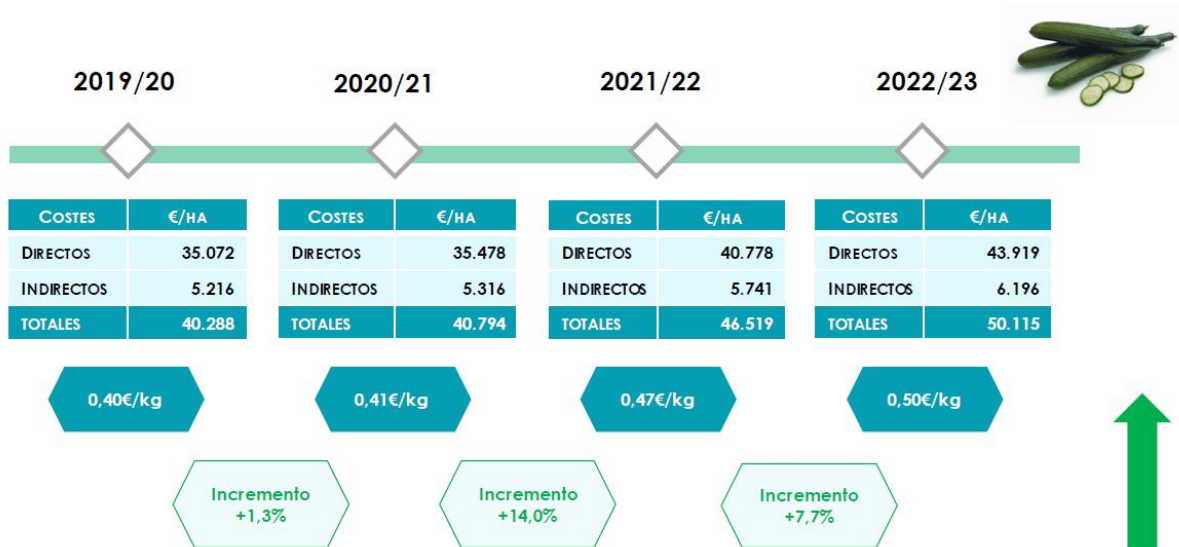 2019/20
2020/21
2021/22
2022/23
COSTES €/HA
DIRECTOS 35.072
INDIRECTOS 5.216
TOTALES 40.288
COSTES €/HA
DIRECTOS 35.478
INDIRECTOS 5.316
TOTALES 40.794
COSTES €/HA
DIRECTOS 40.778
INDIRECTOS 5.741
TOTALES 46.519
COSTES €/HA
DIRECTOS 43.919
INDIRECTOS 6.196
TOTALES 50.115
0,40€/kg
0,41€/kg
0,47€/kg
0,50€/kg
Incremento
+1,3%
Incremento
+14,0%
Incremento
+7,7%